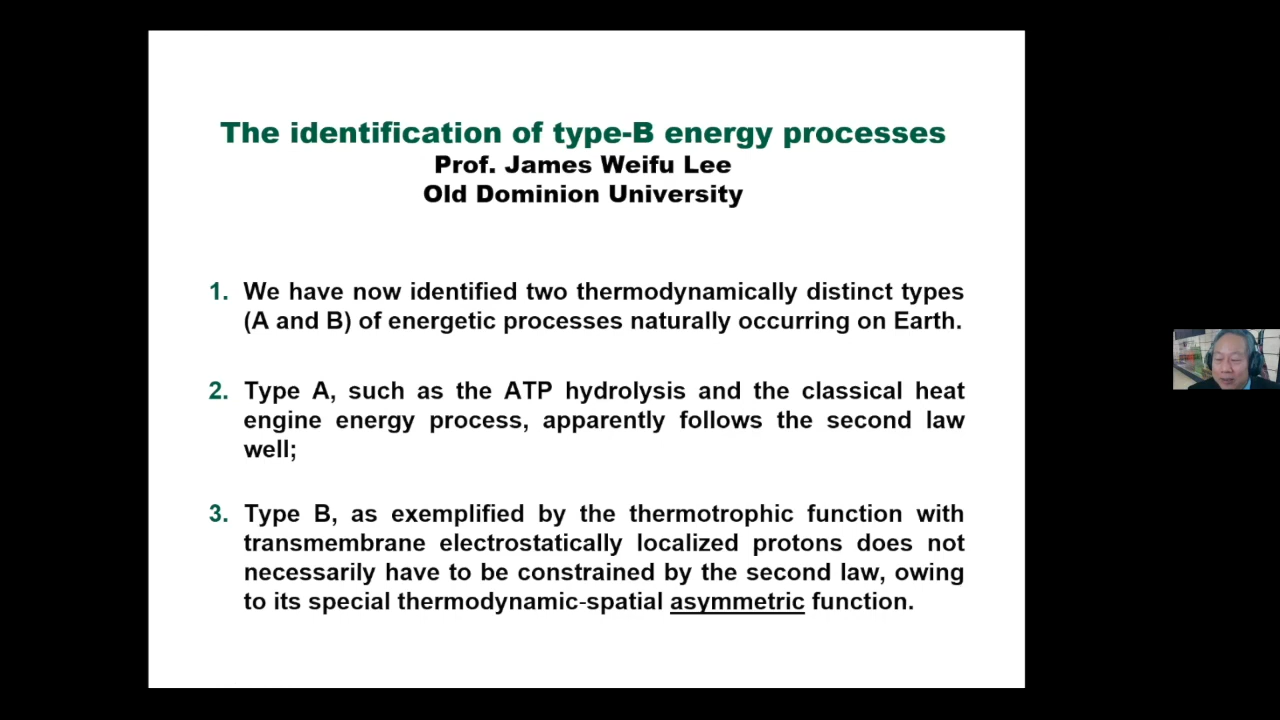 The identification of type-B energy processes
Prof. James Weifu Lee
Old Dominion University
1. We have now identified two thermodynamically distinct types
(A and B) of energetic processes naturally occurring on Earth.
2. Type A, such as the ATP hydrolysis and the classical heat
engine energy process, apparently follows the second law
well;
3. Type B, as exemplified by the thermotrophic function with
transmembrane electrostatically localized protons does not
necessarily have to be constrained by the second law, owing
to its special thermodynamic-spatial asymmetric function.